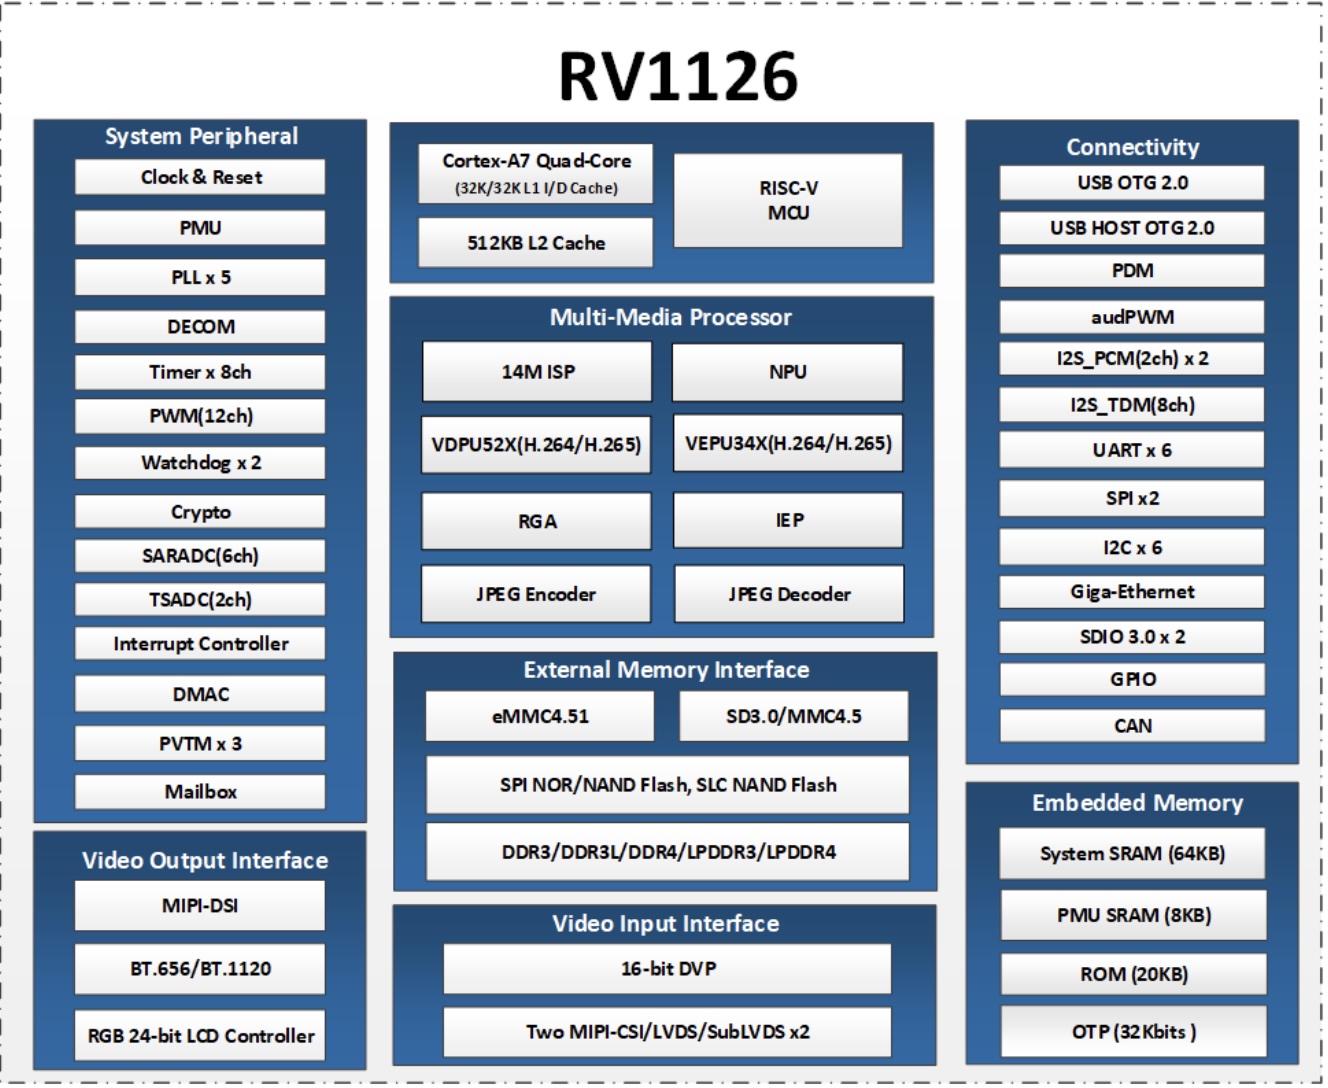 RV1126
System Peripheral
Clock & Reset
PMU
PLL x 5
DECOM
Timer x 8ch
PWM(12ch)
Watchdog x 2
Crypto
SARADC(6ch)
TSADC(2ch)
Interrupt Controller
DMAC
PVTM x 3
Mailbox
Video Output Interface
MIPI-DSI
BT.656/BT.1120
RGB 24-bit LCD Controller
Cortex-A7 Quad-Core
(32K/32K L1 I/D Cache)
512KB L2 Cache
RISC-V
MCU
Multi-Media Processor
14M ISP
NPU
VDPU52X(H.264/H.265)
VEPU34X(H.264/H.265)
RGA
IEP
JPEG Encoder
JPEG Decoder
External Memory Interface
eMMC4.51
SD3.0/MMC4.5
SPI NOR/NAND Flash, SLC NAND Flash
DDR3/DDR3L/DDR4/LPDDR3/LPDDR4
Video Input Interface
16-bit DVP
Two MIPI-CSI/LVDS/SubLVDS x2
Connectivity
USB OTG 2.0
USB HOST OTG 2.0
PDM
audPWM
I2S_PCM(2ch) x 2
I2S_TDM(8ch)
UART x 6
SPI x2
I2C x 6
Giga-Ethernet
SDIO 3.0 x 2
GPIO
CAN
Embedded Memory
System SRAM (64KB)
PMU SRAM (8KB)
ROM (20KB)
OTP (32Kbits )